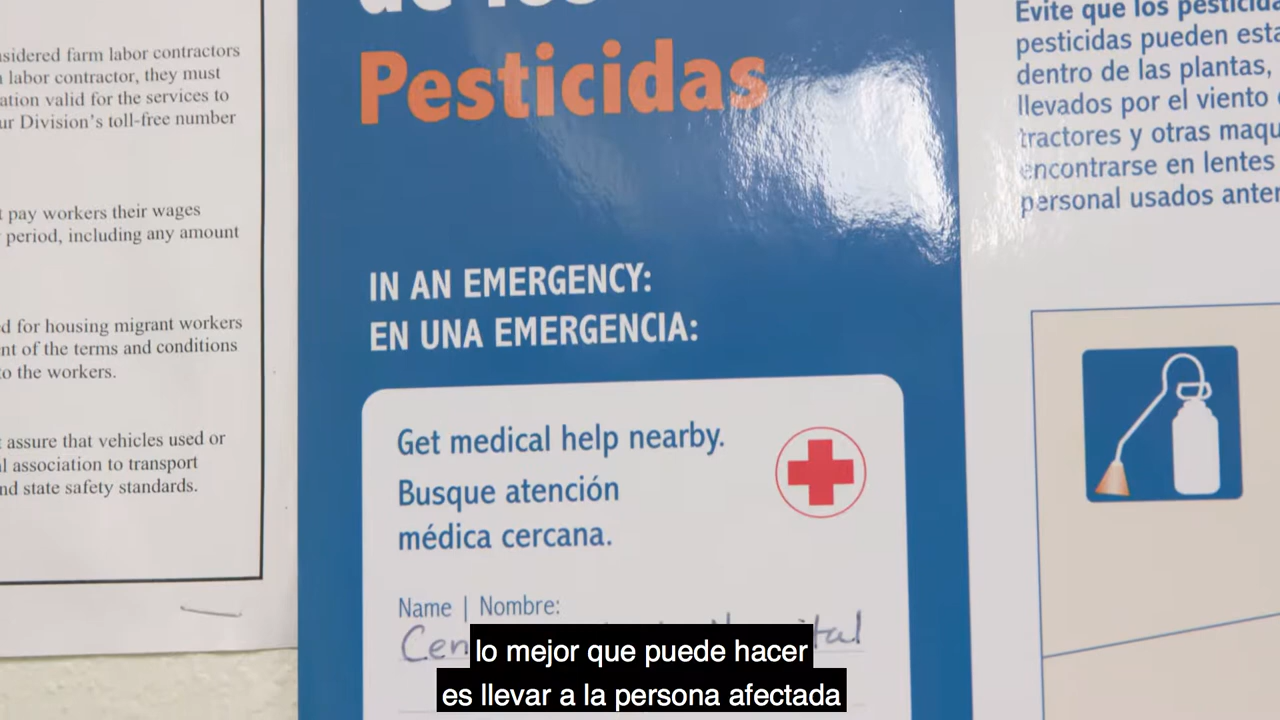 sidered farm labor contractors
labor contractor, they must
ation valid for the services to
ur Division's toll-free number
pay workers their wages
period, including any amount
d for housing migrant workers
nt of the terms and conditions
o the workers.
assure that vehicles used or
l association to transport
nd state safety standards.
de los
Pesticidas
IN AN EMERGENCY:
EN UNA EMERGENCIA:
Get medical help nearby.
Busque atención
médica cercana.
Name | Nombre:
Evite que los pesticida
pesticidas pueden esta
dentro de las plantas,
llevados por el viento
tractores y otras maqu
encontrarse en lentes
personal usados anter
lo mejor que puede hacer
es llevar a la persona afectada